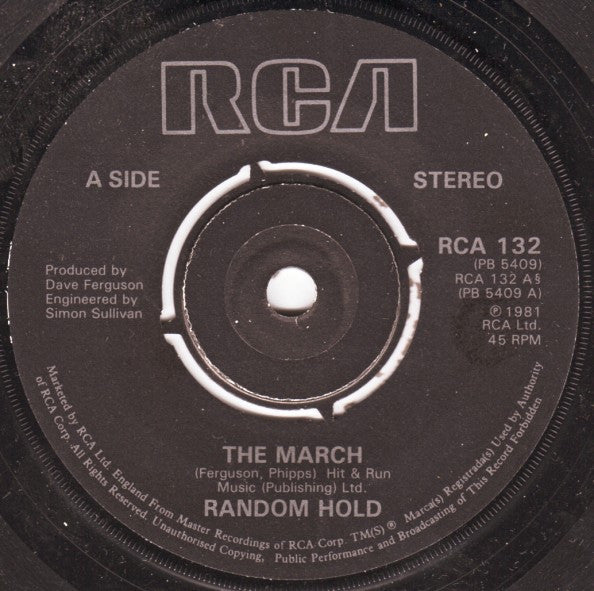 RCA
A SIDE
STEREO
RCA 132
(PB 5409)
RCA 132 A§
(PB 5409 A)
℗ 1981
RCA Ltd.
45 RPM
Produced by
Dave Ferguson
Engineered by
Simon Sullivan
THE MARCH
(Ferguson, Phipps) Hit & Run
Music (Publishing) Ltd.
RANDOM HOLD
Marketed by RCA Ltd. England From Master Recordings of RCA Corp. TM(S) ® Marca(s) Registrada(s) Used by Authority
of RCA Corp. All Rights Reserved. Unauthorised Copying, Public Performance and Broadcasting of This Record Forbidden